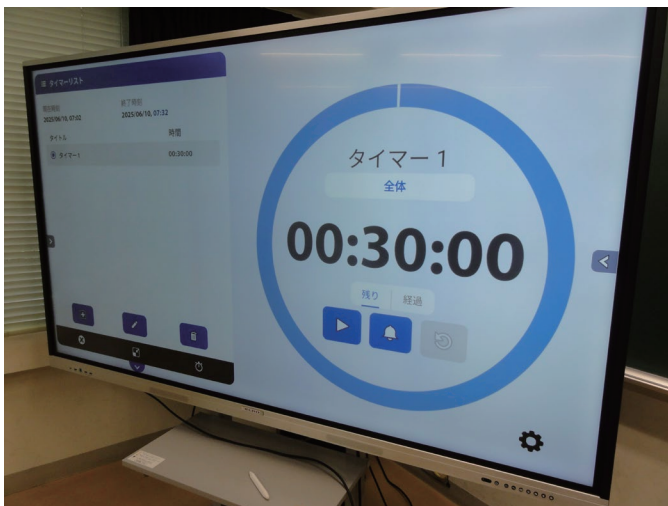 タイマーリスト
現在時刻
2025/06/10, 07:02
終了時刻
2025/06/10, 07:32
タイトル 時間
タイマー1 00:30:00
タイマー 1
全体
00:30:00
残り 経過